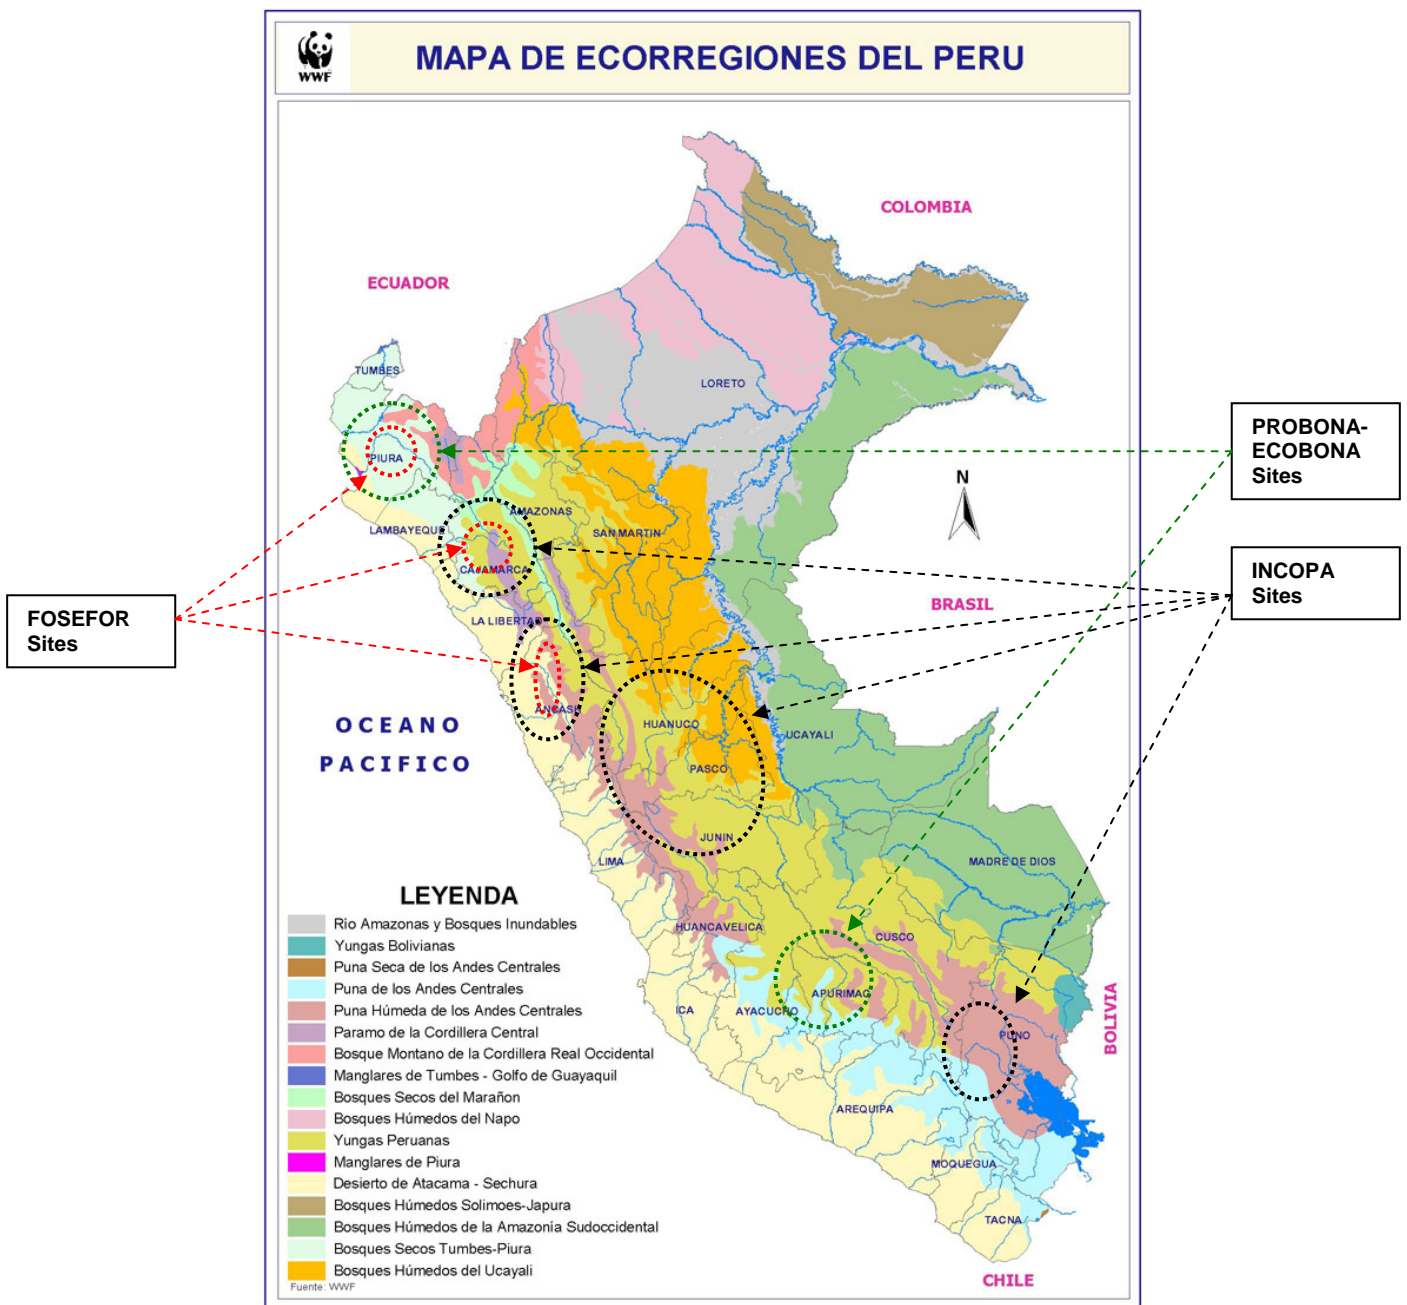 WWF
MAPA DE ECORREGIONES DEL PERU
COLOMBIA
ECUADOR
TUMBES
LORETO
PIURA
PROBONA-
ECOBONA
Sites
N
AMAZONAS
LAMBAYEQUE
SAN MARTIN
CAJAMARCA
INCOPA
Sites
BRASIL
FOSEFOR
Sites
LA LIBERTAD
ANCASH
OCEANO
PACIFICO
HUANUCO
UCAYALI
PASCO
JUNIN
LIMA
MADRE DE DIOS
HUANCAVELICA
CUSCO
APURIMAC
ICA
AYACUCHO
PUNO
BOLIVIA
AREQUIPA
MOQUEGUA
TACNA
CHILE
LEYENDA
Río Amazonas y Bosques Inundables
Yungas Bolivianas
Puna Seca de los Andes Centrales
Puna de los Andes Centrales
Puna Húmeda de los Andes Centrales
Paramo de la Cordillera Central
Bosque Montano de la Cordillera Real Occidental
Manglares de Tumbes - Golfo de Guayaquil
Bosques Secos del Marañon
Bosques Húmedos del Napo
Yungas Peruanas
Manglares de Piura
Desierto de Atacama - Sechura
Bosques Húmedos Solimoes-Japura
Bosques Húmedos de la Amazonía Sudoccidental
Bosques Secos Tumbes-Piura
Bosques Húmedos del Ucayali
Fuente: WWF